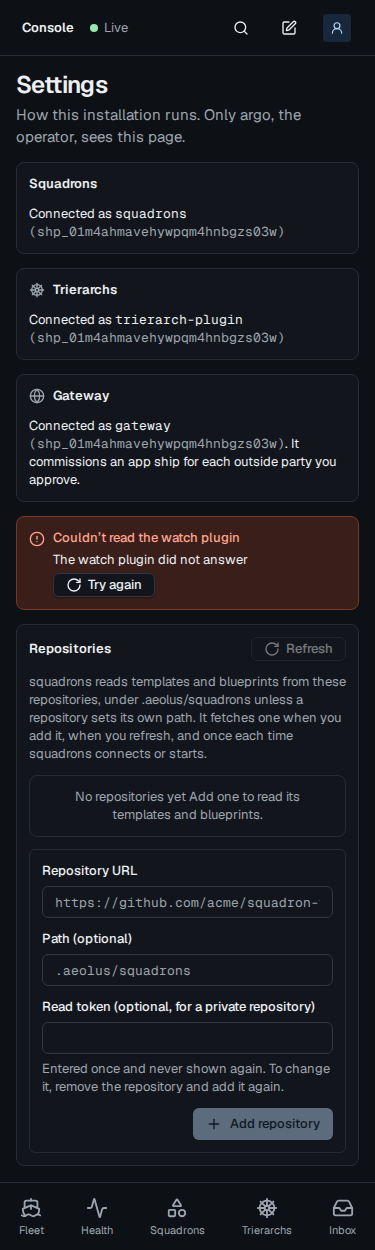 Console Live
Settings
How this installation runs. Only argo, the
operator, sees this page.
Squadrons
Connected as squadrons
(shp_01m4ahmavehywpqm4hnbgzs03w)
Trierarchs
Connected as trierarch-plugin
(shp_01m4ahmavehywpqm4hnbgzs03w)
Gateway
Connected as gateway
(shp_01m4ahmavehywpqm4hnbgzs03w). It
commissions an app ship for each outside party you
approve.
Couldn't read the watch plugin
The watch plugin did not answer
Try again
Repositories Refresh
squadrons reads templates and blueprints from these
repositories, under .aeolus/squadrons unless a
repository sets its own path. It fetches one when you
add it, when you refresh, and once each time
squadrons connects or starts.
No repositories yet Add one to read its
templates and blueprints.
Repository URL
https://github.com/acme/squadron-
Path (optional)
.aeolus/squadrons
Read token (optional, for a private repository)
Entered once and never shown again. To change
it, remove the repository and add it again.
Add repository
Fleet Health Squadrons Trierarchs Inbox